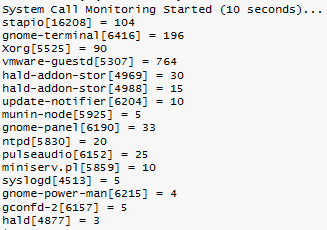 System Call Monitoring Started (10 seconds)...
stapio[16208] = 104
gnome-terminal[6416] = 196
Xorg[5525] = 90
vmware-guestd[5307] = 764
hald-addon-stor[4969] = 30
hald-addon-stor[4988] = 15
update-notifier[6204] = 10
munin-node[5925] = 5
gnome-panel[6190] = 33
ntpd[5830] = 20
pulseaudio[6152] = 25
miniserv.pl[5859] = 10
syslogd[4513] = 5
gnome-power-man[6215] = 4
gconfd-2[6157] = 5
hald[4877] = 3